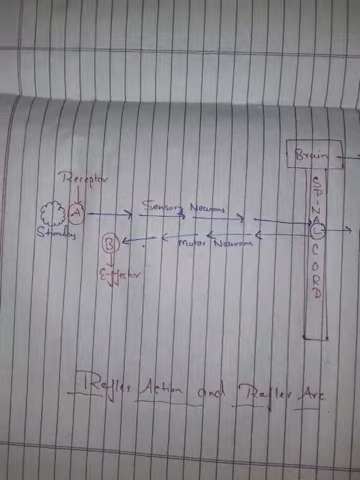 Brain
Receptor
SPINAL CORD
Sensory Neurons
A
Stimulus
B
Motor Neurons
Effector
Reflex Action and Reflex Arc